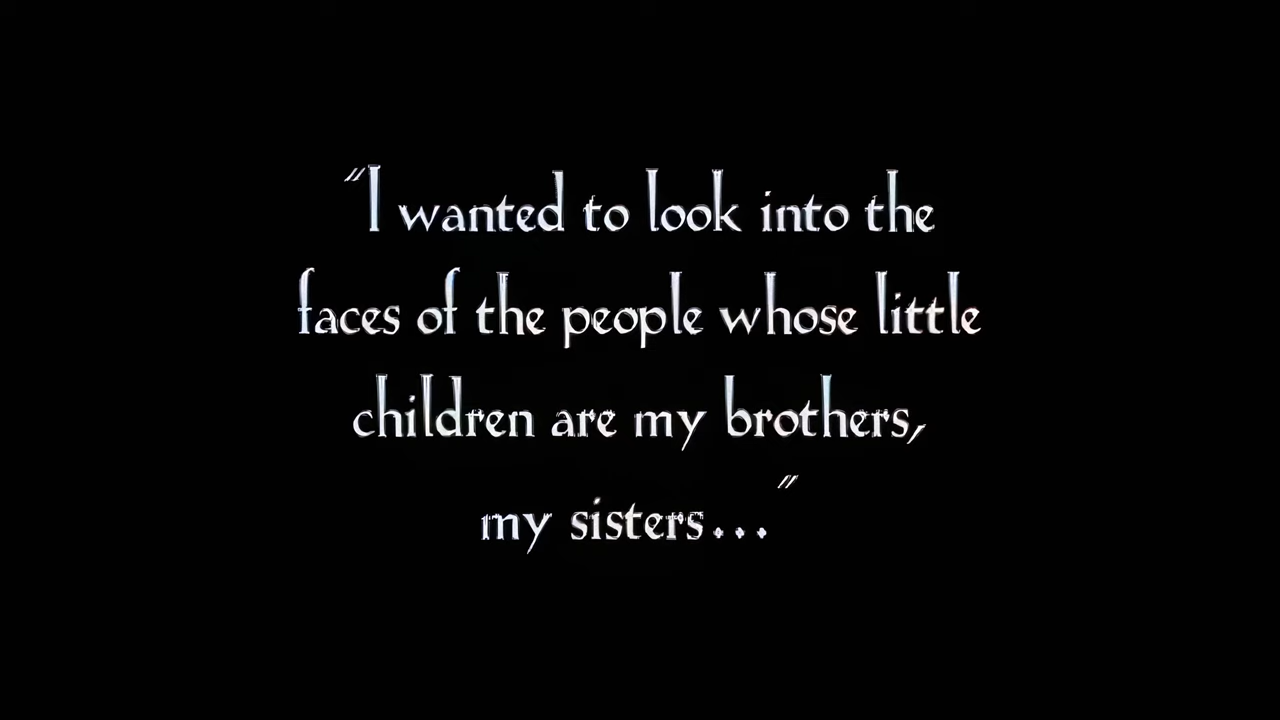 "I wanted to look into the
faces of the people whose little
children are my brothers,
my sisters..."